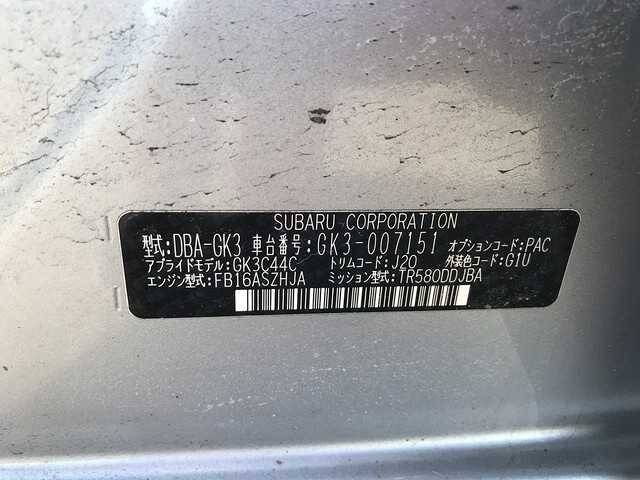 SUBARU CORPORATION
型式:DBA-GK3 車台番号:GK3-007151 オプションコード:PAC
アプライドモデル:GK3C44C トリムコード:J20 外装色コード:G1U
エンジン型式:FB16ASZHJA ミッション型式:TR580DDJBA